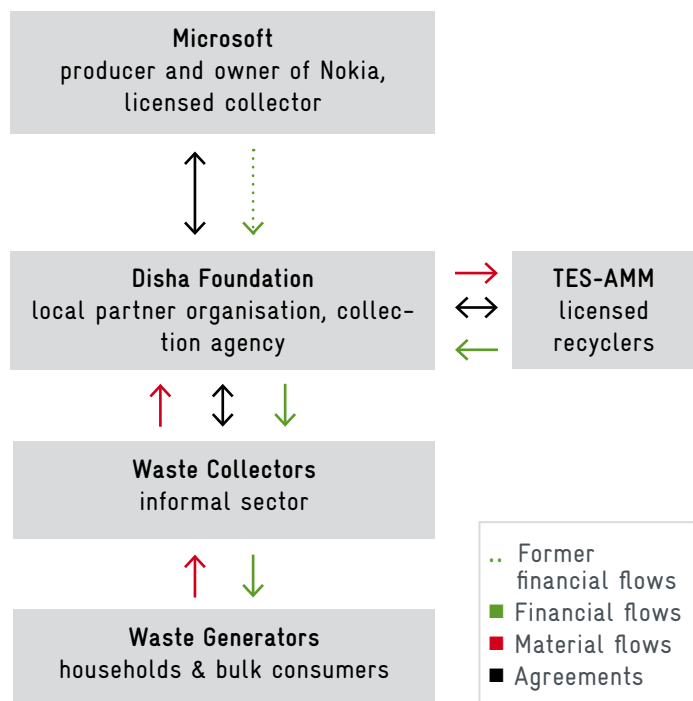 Microsoft
producer and owner of Nokia,
licensed collector
Disha Foundation
local partner organisation, collec-
tion agency
TES-AMM
licensed
recyclers
Waste Collectors
informal sector
Waste Generators
households & bulk consumers
.. Former
financial flows
Financial flows
Material flows
Agreements